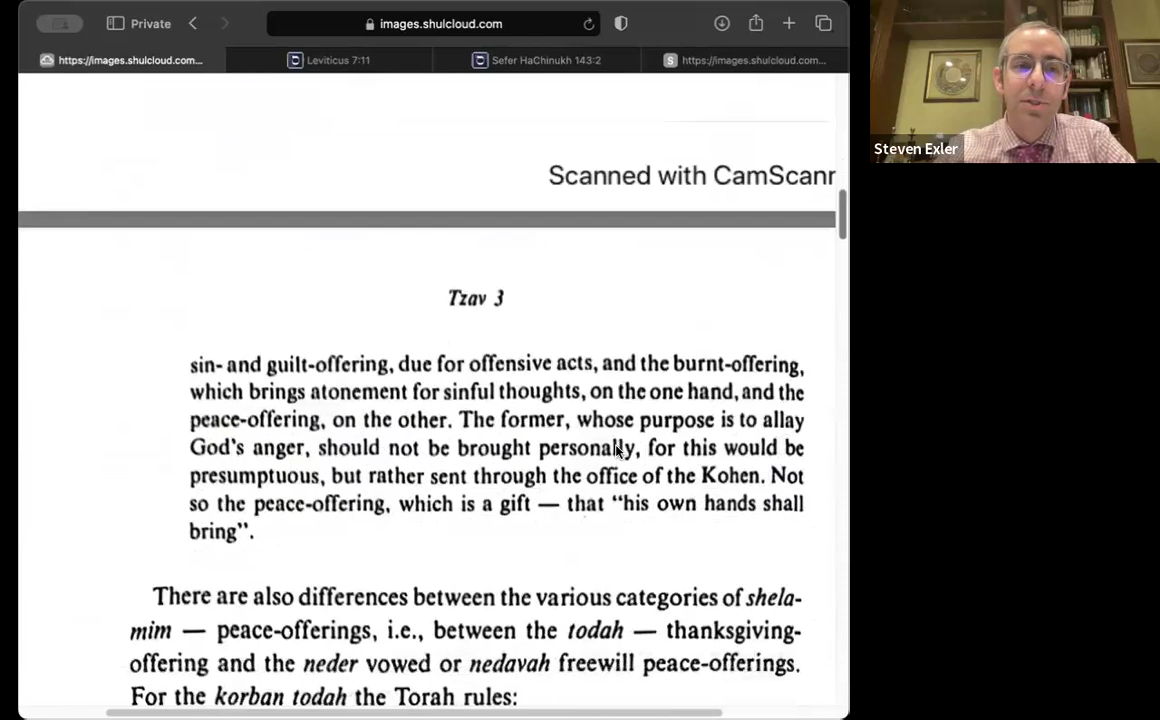 Private
images.shulcloud.com
https://images.shulcloud.com...
Leviticus 7:11
Sefer HaChinukh 143:2
S
https://images.shulcloud.com...
Steven Exler
Scanned with CamScann
Tzav 3
sin- and guilt-offering, due for offensive acts, and the burnt-offering,
which brings atonement for sinful thoughts, on the one hand, and the
peace-offering, on the other. The former, whose purpose is to allay
God's anger, should not be brought personally, for this would be
presumptuous, but rather sent through the office of the Kohen. Not
so the peace-offering, which is a gift — that “his own hands shall
bring”.
There are also differences between the various categories of shela-
mim — peace-offerings, i.e., between the todah — thanksgiving-
offering and the neder vowed or nedavah freewill peace-offerings.
For the korban todah the Torah rules: